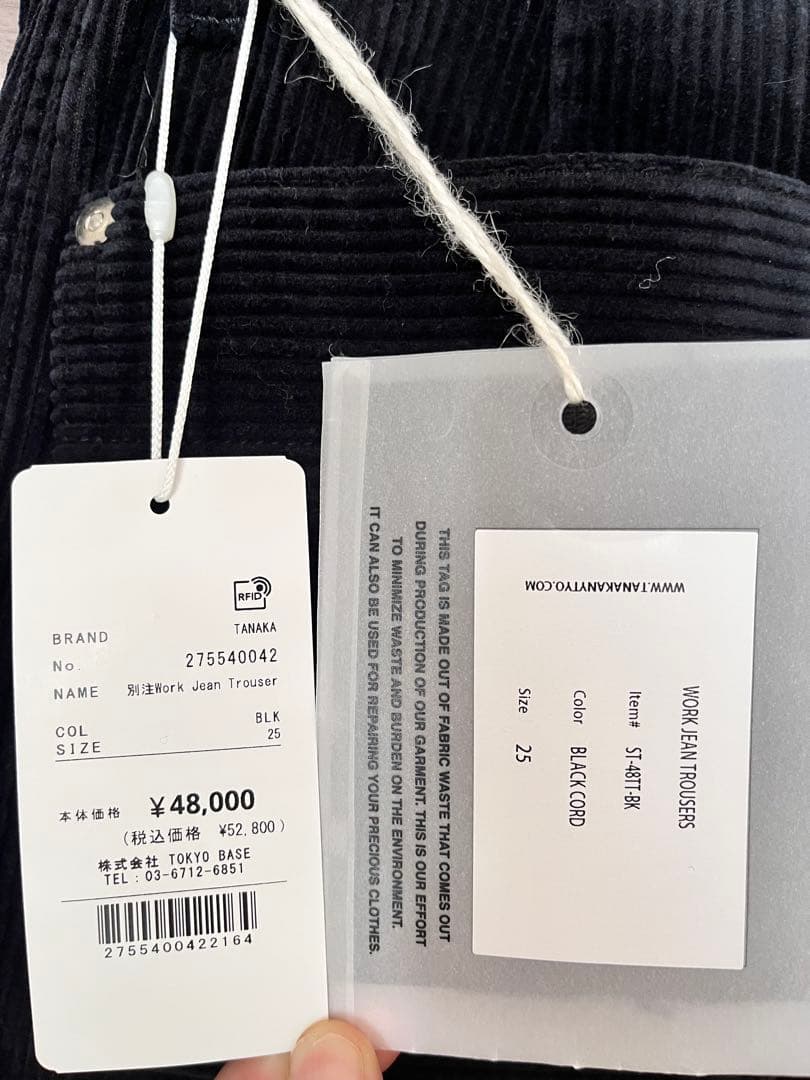 RFID
BRAND TANAKA
No. 275540042
NAME 別注Work Jean Trouser
COL BLK
SIZE 25
本体価格 ¥48,000
(税込価格 ¥52,800)
株式会社 TOKYO BASE
TEL:03-6712-6851
2755400422164
THIS TAG IS MADE OUT OF FABRIC WASTE THAT COMES OUT
DURING PRODUCTION OF OUR GARMENT. THIS IS OUR EFFORT
TO MINIMIZE WASTE AND BURDEN ON THE ENVIRONMENT.
IT CAN ALSO BE USED FOR REPAIRING YOUR PRECIOUS CLOTHES.
WWW.TANAKANYTYO.COM
WORK JEAN TROUSERS
Item# ST-48TT-BK
Color BLACK CORD
Size 25